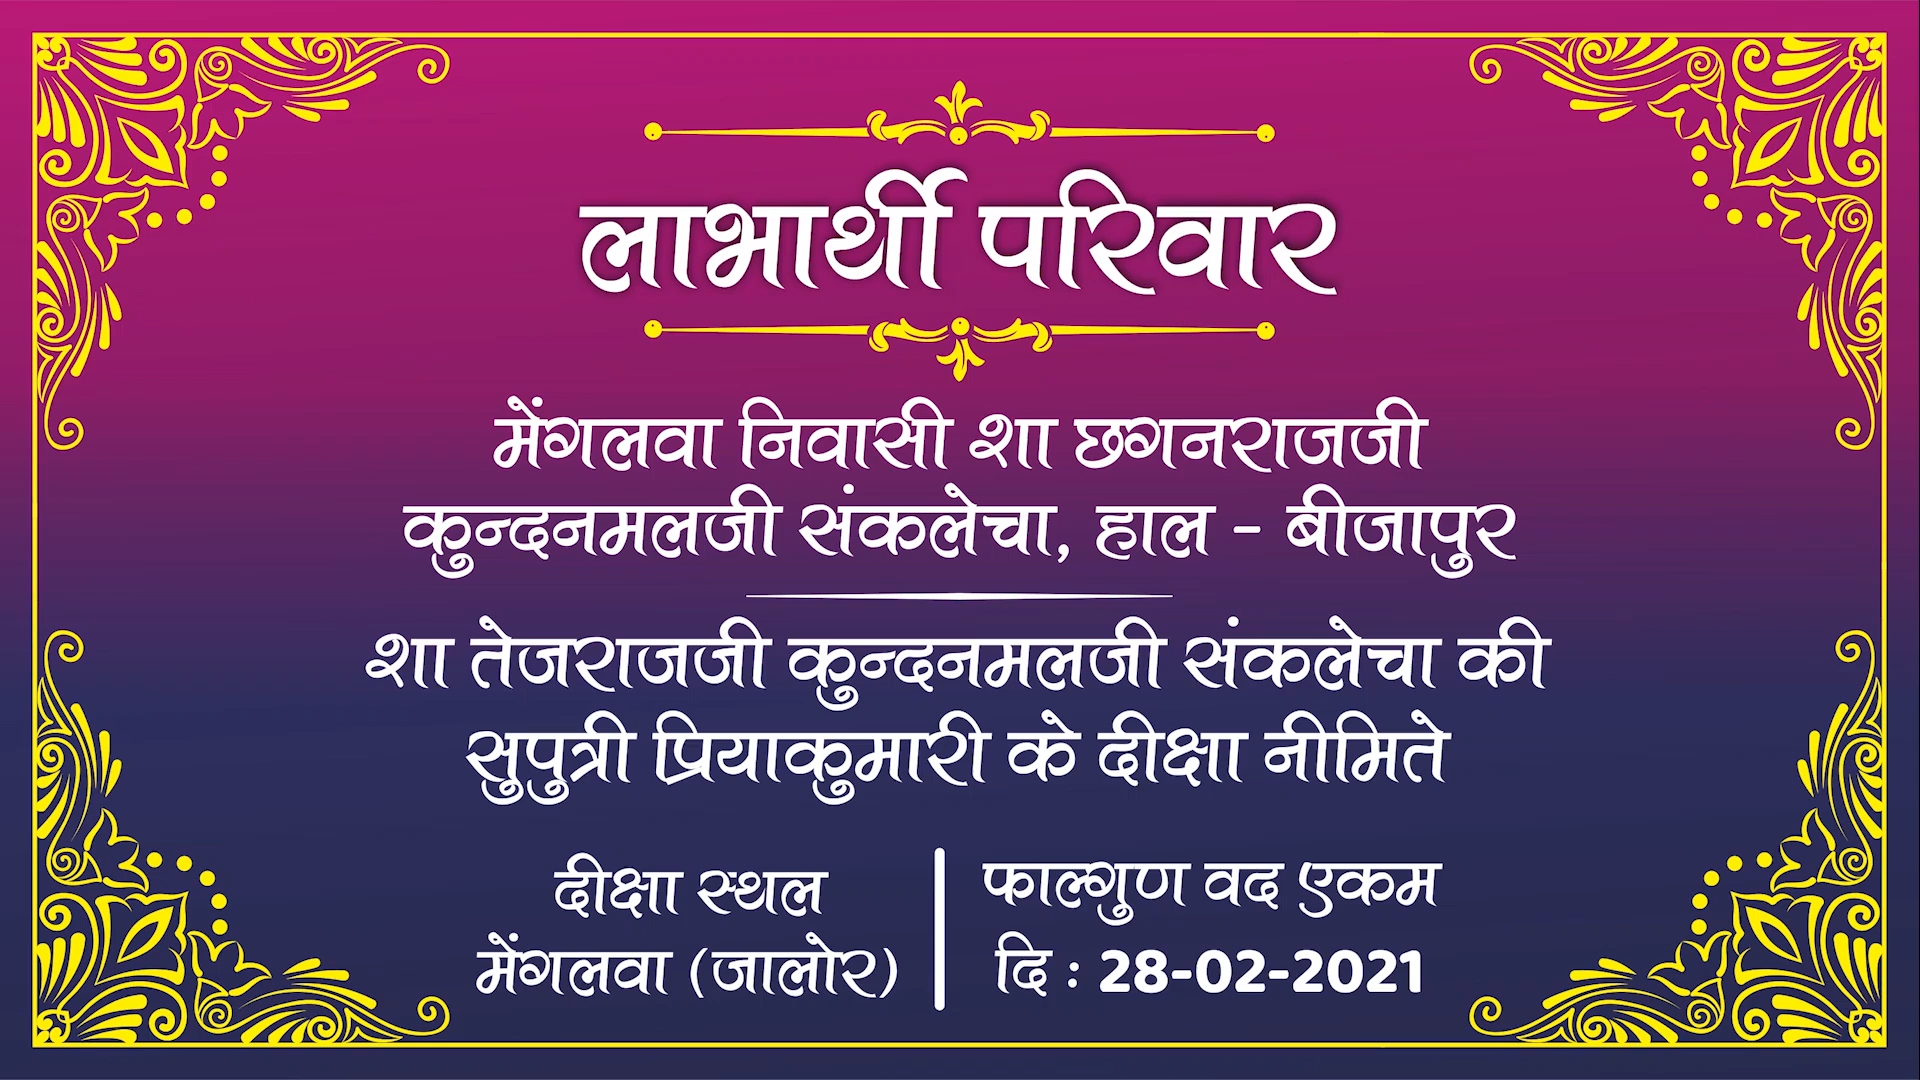 लाभार्थी परिवार
मेंगलवा निवासी शा छगनराजजी
कुन्दनमलजी संकलेचा, हाल - बीजापुर
शा तेजराजजी कुन्दनमलजी संकलेचा की
सुपुत्री प्रियाकुमारी के दीक्षा नीमिते
दीक्षा स्थल
मेंगलवा (जालोर)
फाल्गुण वद एकम
दि : 28-02-2021